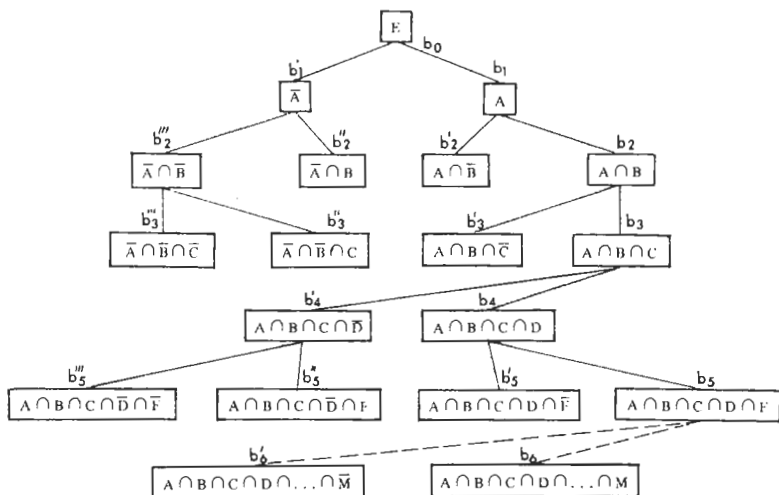 E
b₀
b'₁ b₁
Ā A
b'''₂ b''₂ b'₂ b₂
Ā ∩ B̄ Ā ∩ B A ∩ B̄ A ∩ B
b'''₃ b''₃ b'₃ b₃
Ā ∩ B̄ ∩ C̄ Ā ∩ B̄ ∩ C A ∩ B ∩ C̄ A ∩ B ∩ C
b'₄ b₄
A ∩ B ∩ C ∩ D̄ A ∩ B ∩ C ∩ D
b'''₅ b''₅ b'₅ b₅
A ∩ B ∩ C ∩ D̄ ∩ F̄ A ∩ B ∩ C ∩ D̄ ∩ F A ∩ B ∩ C ∩ D ∩ F̄ A ∩ B ∩ C ∩ D ∩ F
b'₆ b₆
A ∩ B ∩ C ∩ D ∩ . . . ∩ M̄ A ∩ B ∩ C ∩ D ∩ . . . ∩ M